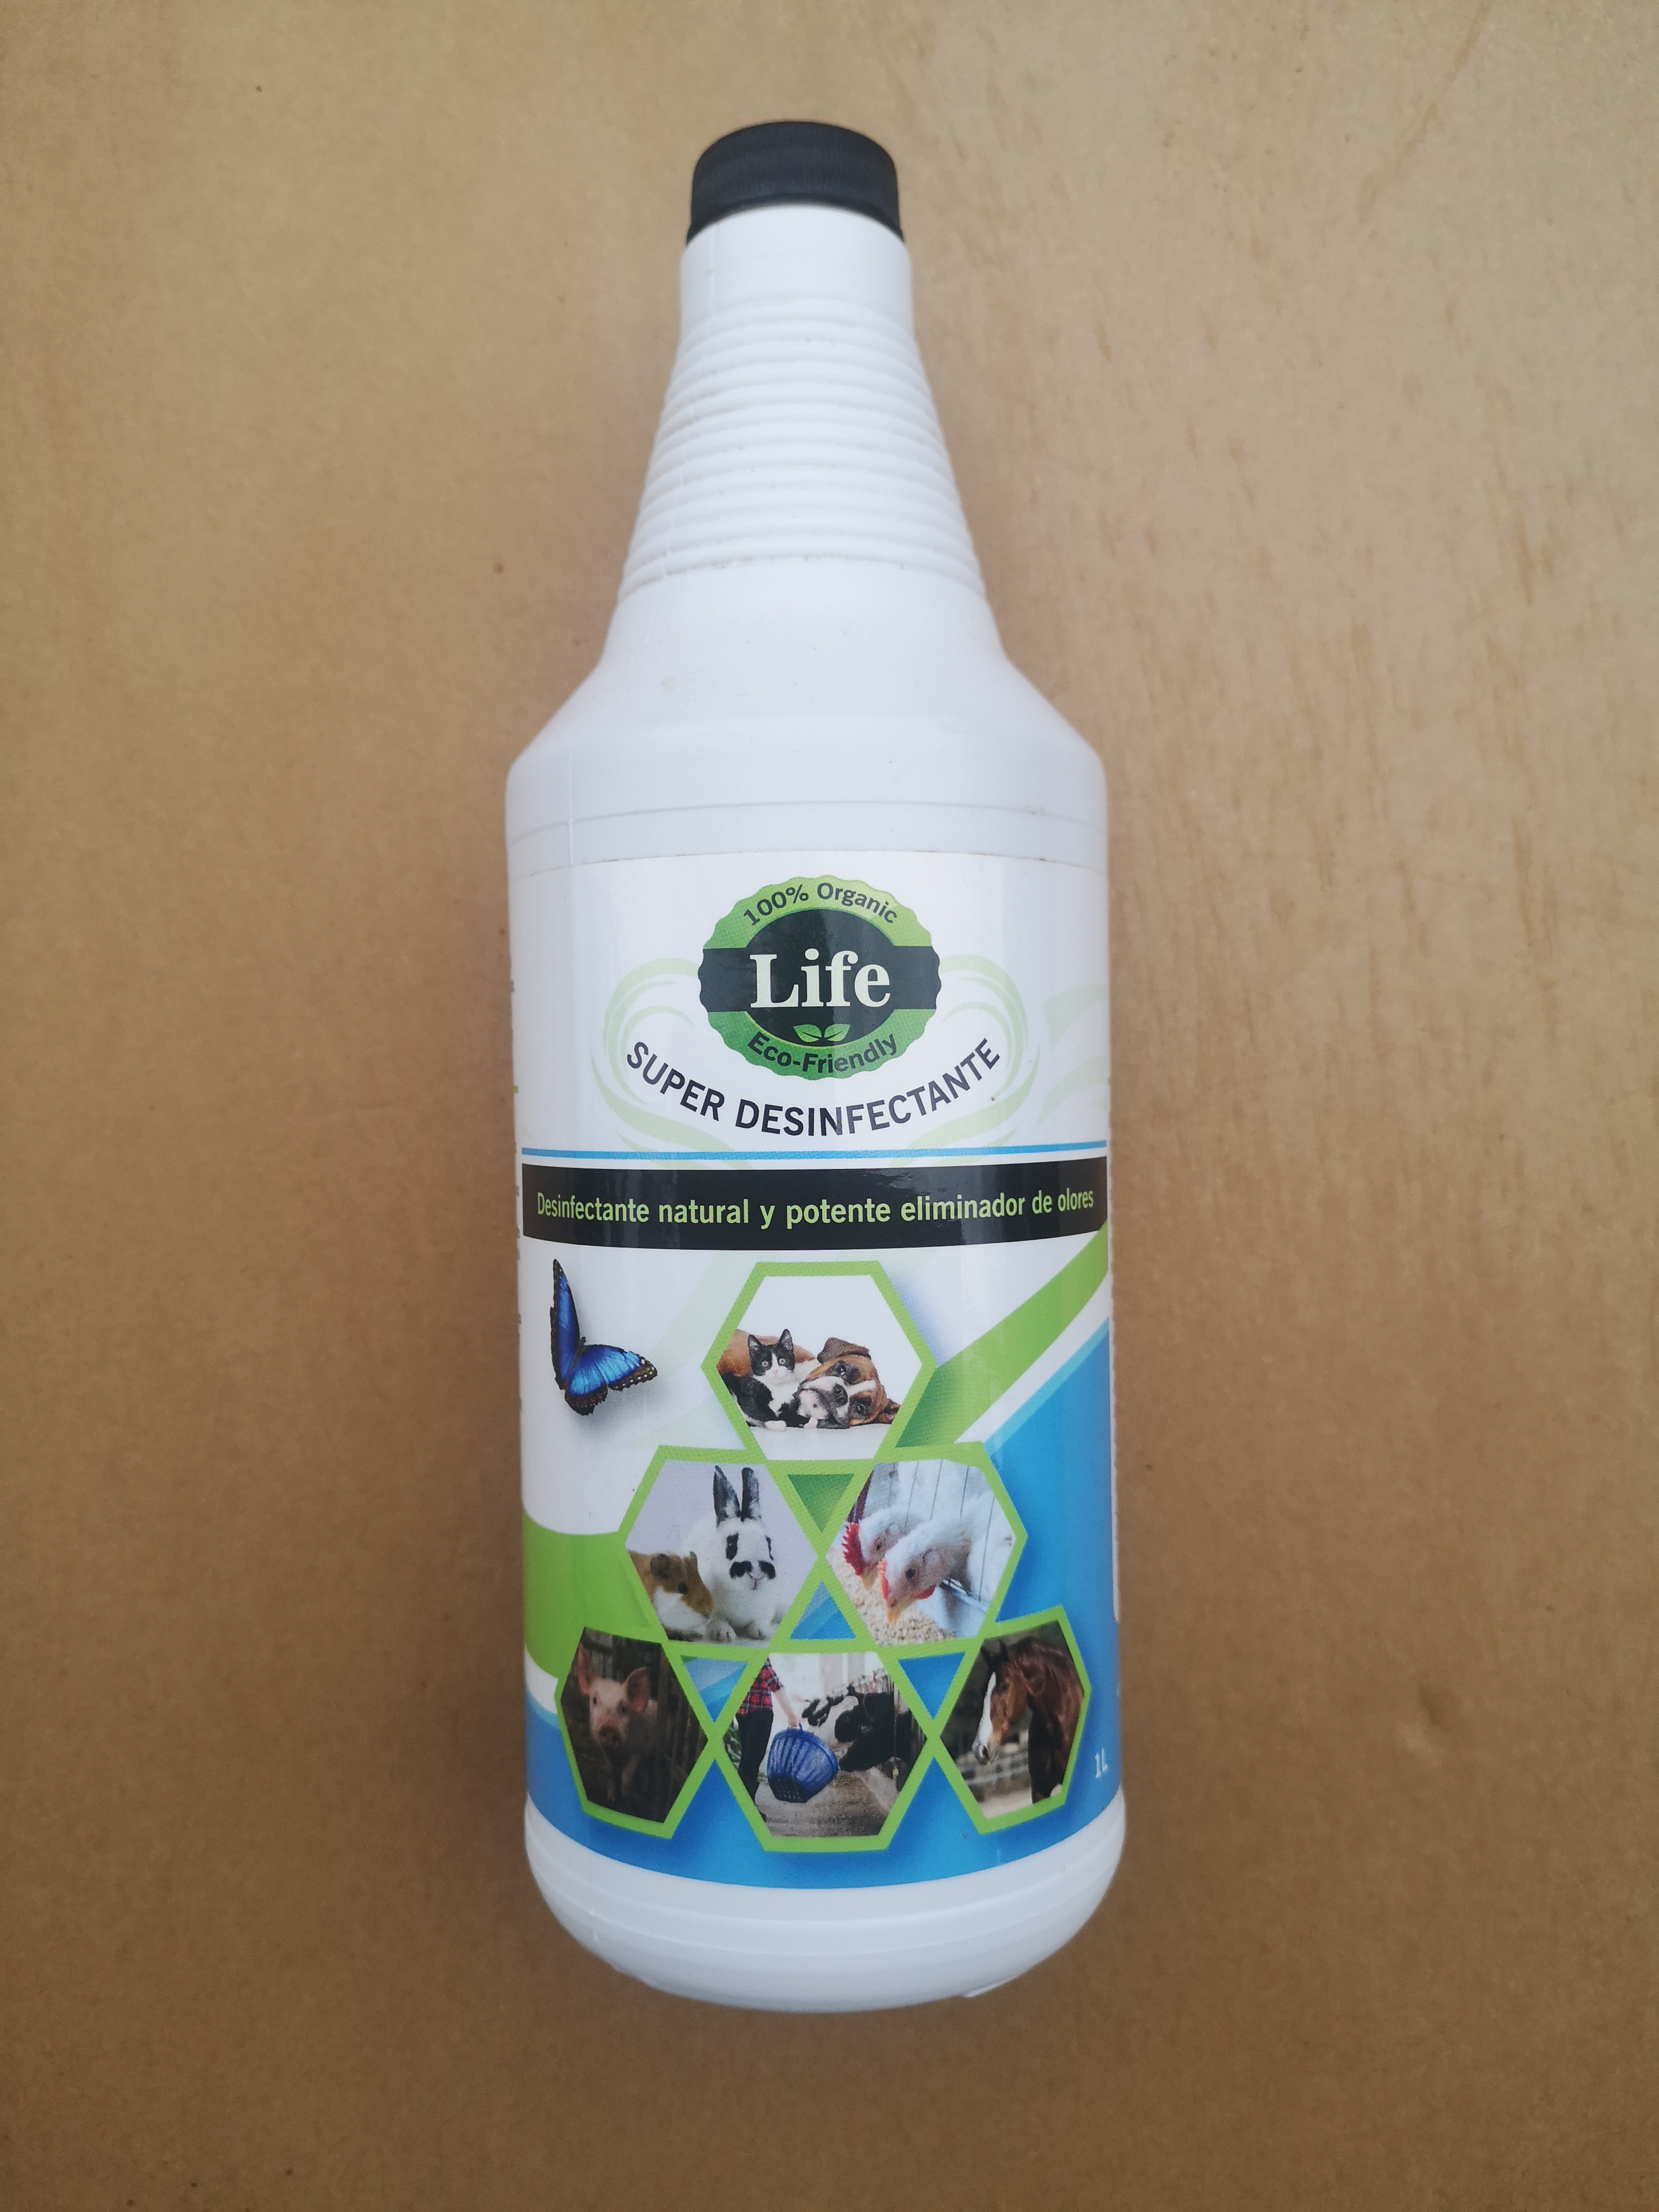 100% Organic
Life
Eco-Friendly
SUPER DESINFECTANTE
Desinfectante natural y potente eliminador de olores
1L